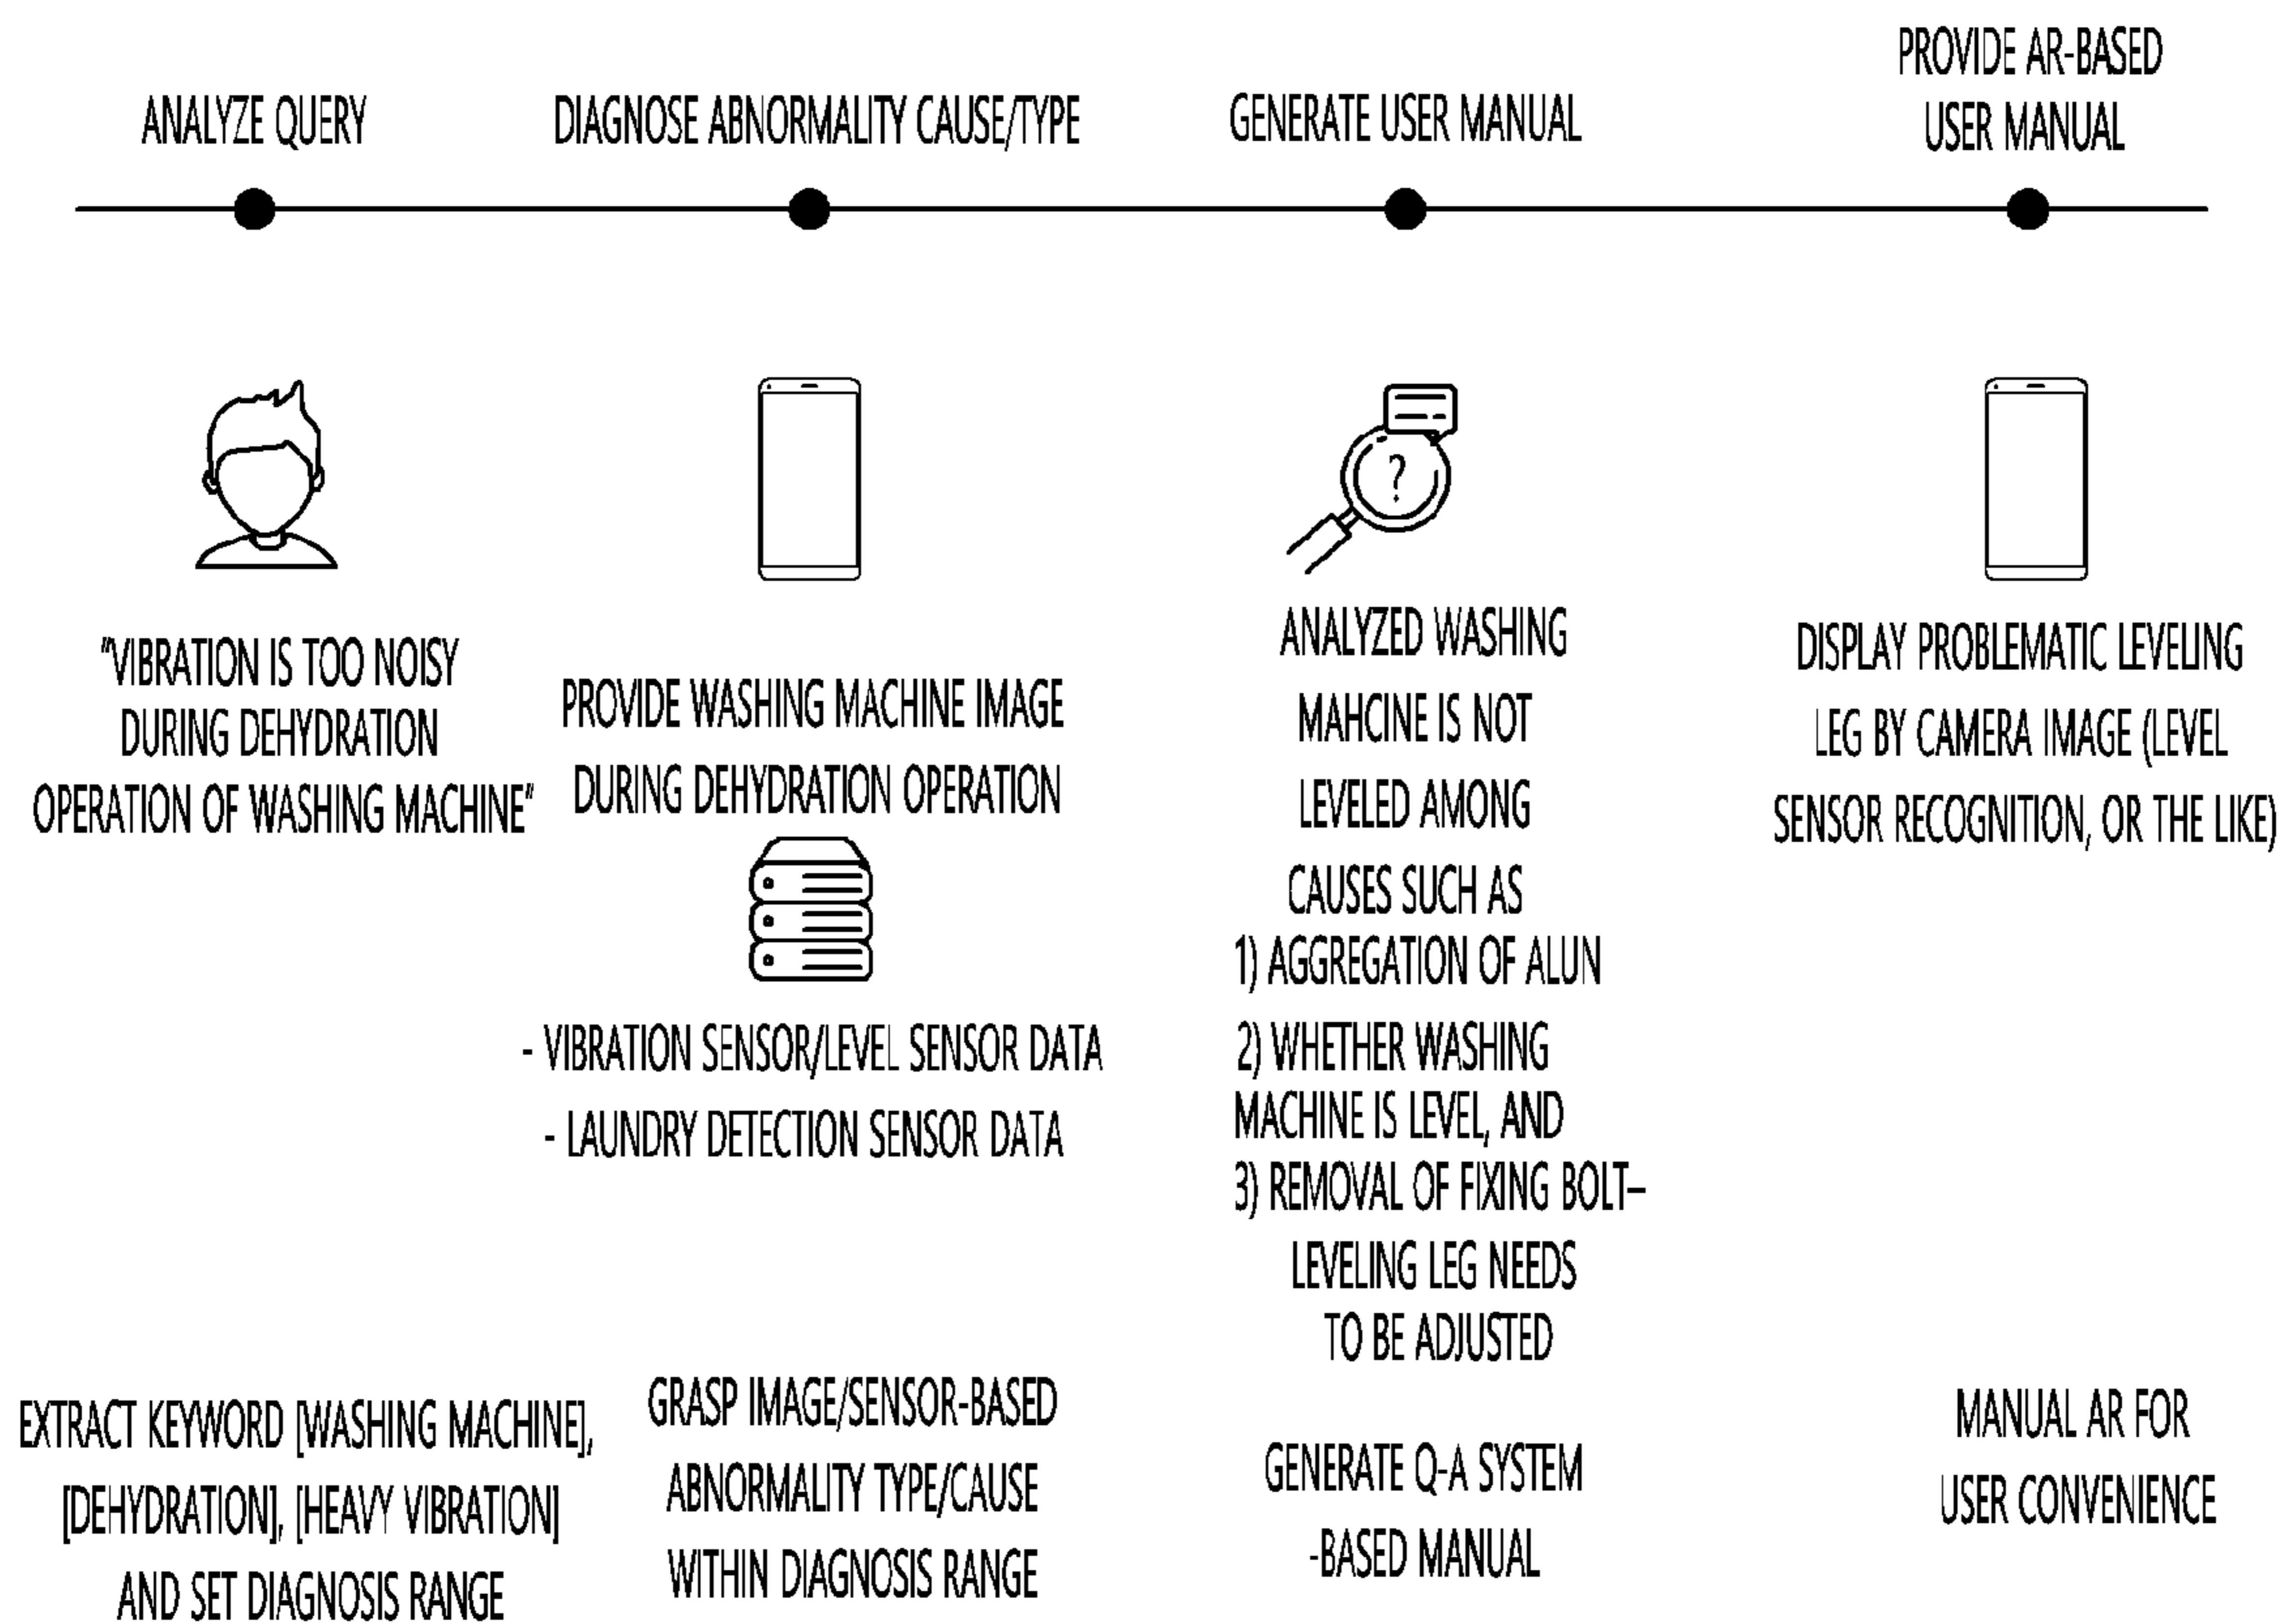 ANALYZE QUERY
DIAGNOSE ABNORMALITY CAUSE/TYPE
GENERATE USER MANUAL
PROVIDE AR-BASED
USER MANUAL
"VIBRATION IS TOO NOISY
DURING DEHYDRATION
OPERATION OF WASHING MACHINE"
PROVIDE WASHING MACHINE IMAGE
DURING DEHYDRATION OPERATION
- VIBRATION SENSOR/LEVEL SENSOR DATA
- LAUNDRY DETECTION SENSOR DATA
?
ANALYZED WASHING
MAHCINE IS NOT
LEVELED AMONG
CAUSES SUCH AS
1) AGGREGATION OF ALUN
2) WHETHER WASHING
MACHINE IS LEVEL, AND
3) REMOVAL OF FIXING BOLT–
LEVELING LEG NEEDS
TO BE ADJUSTED
DISPLAY PROBLEMATIC LEVELING
LEG BY CAMERA IMAGE (LEVEL
SENSOR RECOGNITION, OR THE LIKE)
EXTRACT KEYWORD [WASHING MACHINE],
[DEHYDRATION], [HEAVY VIBRATION]
AND SET DIAGNOSIS RANGE
GRASP IMAGE/SENSOR-BASED
ABNORMALITY TYPE/CAUSE
WITHIN DIAGNOSIS RANGE
GENERATE Q-A SYSTEM
-BASED MANUAL
MANUAL AR FOR
USER CONVENIENCE